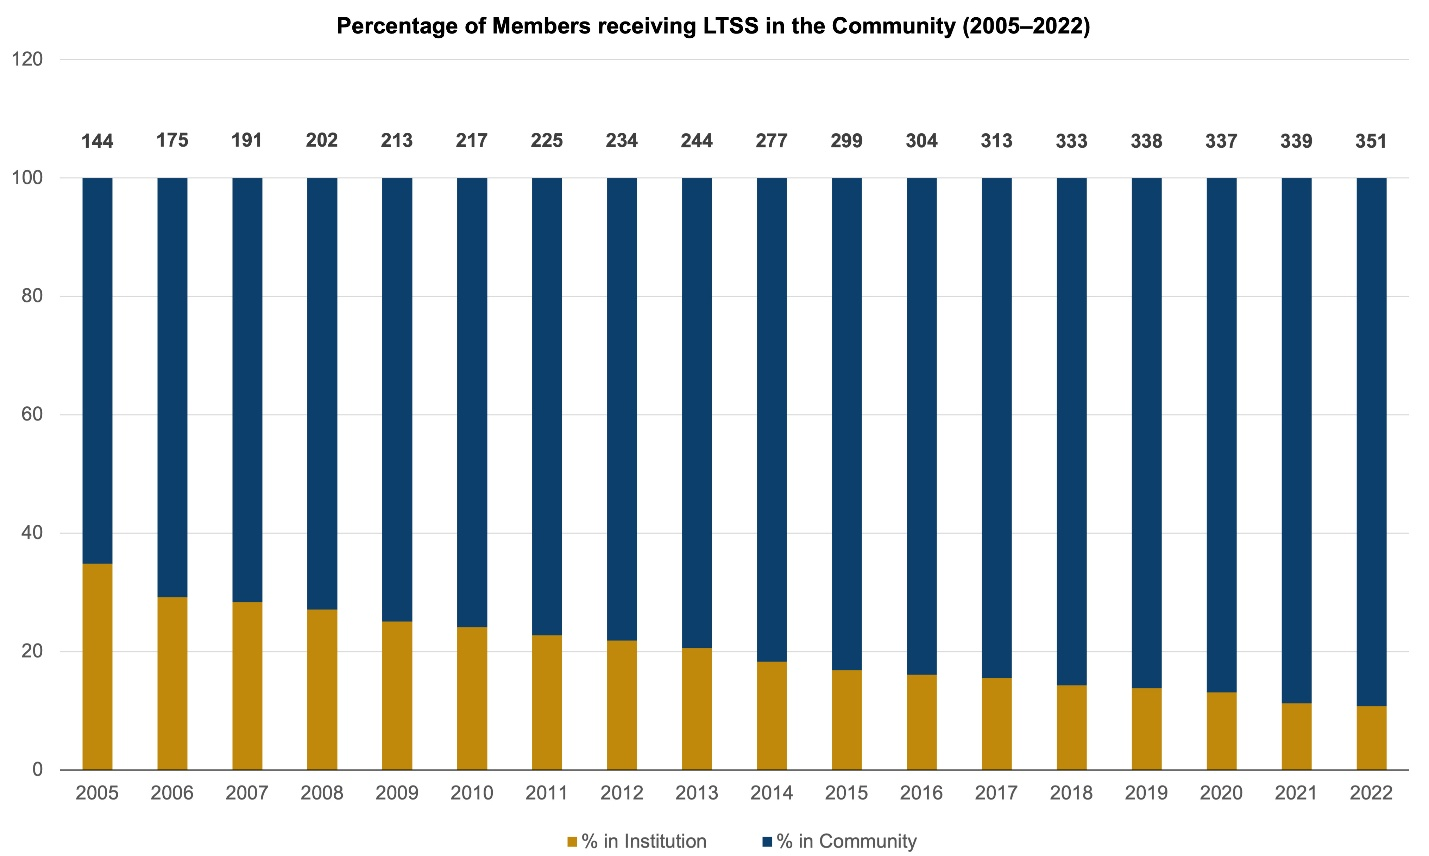 Percentage of Members receiving LTSS in the Community (2005–2022)
120
144 175 191 202 213 217 225 234 244 277 299 304 313 333 338 337 339 351
100
80
60
40
20
0
2005 2006 2007 2008 2009 2010 2011 2012 2013 2014 2015 2016 2017 2018 2019 2020 2021 2022
% in Institution % in Community